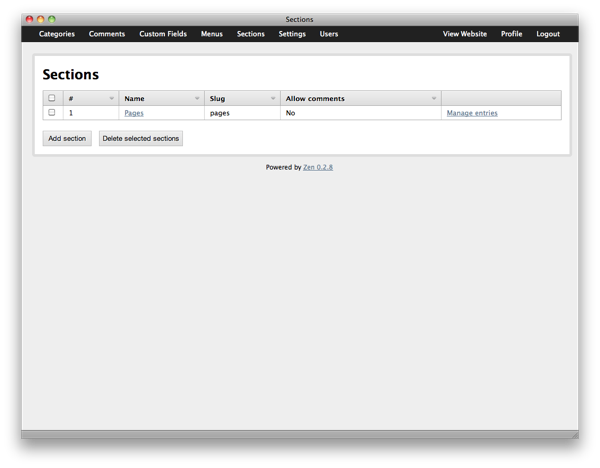 Sections
Categories Comments Custom Fields Menus Sections Settings Users View Website Profile Logout
Sections
# Name Slug Allow comments
1 Pages pages No Manage entries
Add section Delete selected sections
Powered by Zen 0.2.8